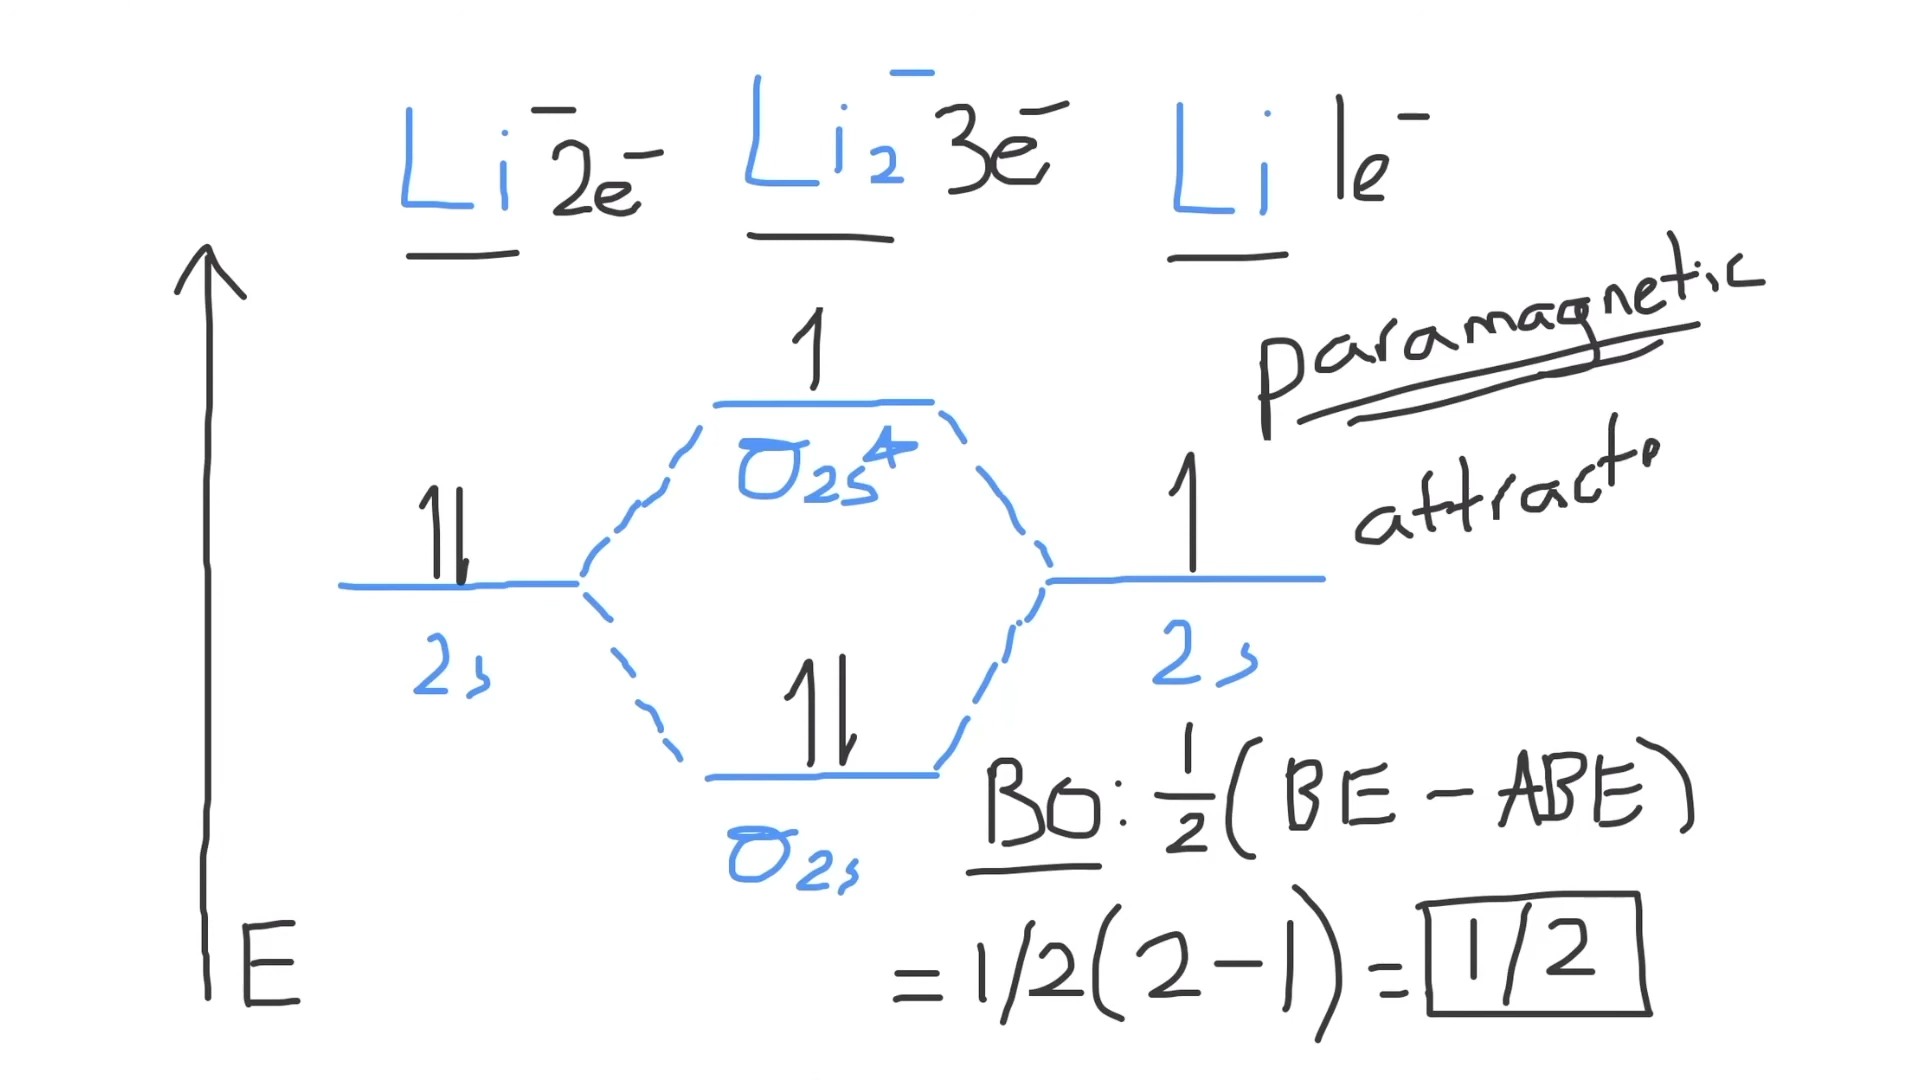 Li⁻ 2e⁻ Li₂⁻ 3e⁻ Li 1e⁻
paramagnetic
σ2s*
2s
2s
σ2s
BO: 1/2 (BE - ABE)
= 1/2(2-1) = 1/2
E